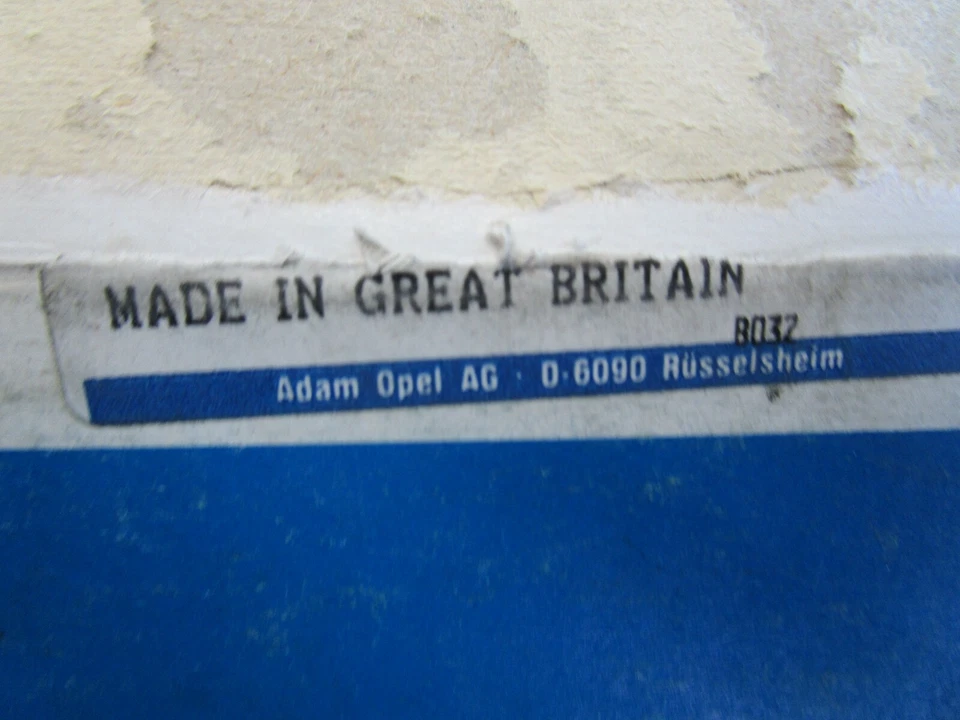 MADE IN GREAT BRITAIN
B032
Adam Opel AG · D-6090 Rüsselsheim